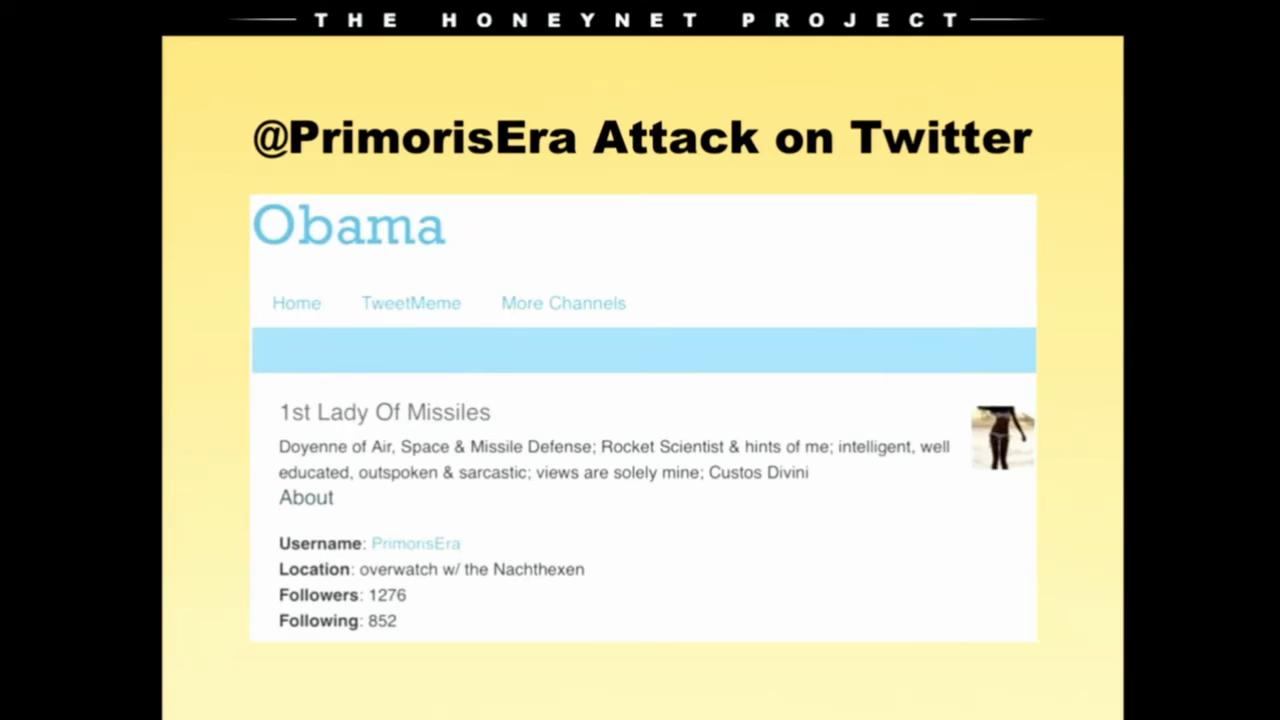 THE HONEYNET PROJECT
@PrimorisEra Attack on Twitter
Obama
Home TweetMeme More Channels
1st Lady Of Missiles
Doyenne of Air, Space & Missile Defense; Rocket Scientist & hints of me; intelligent, well
educated, outspoken & sarcastic; views are solely mine; Custos Divini
About
Username: PrimorisEra
Location: overwatch w/ the Nachthexen
Followers: 1276
Following: 852